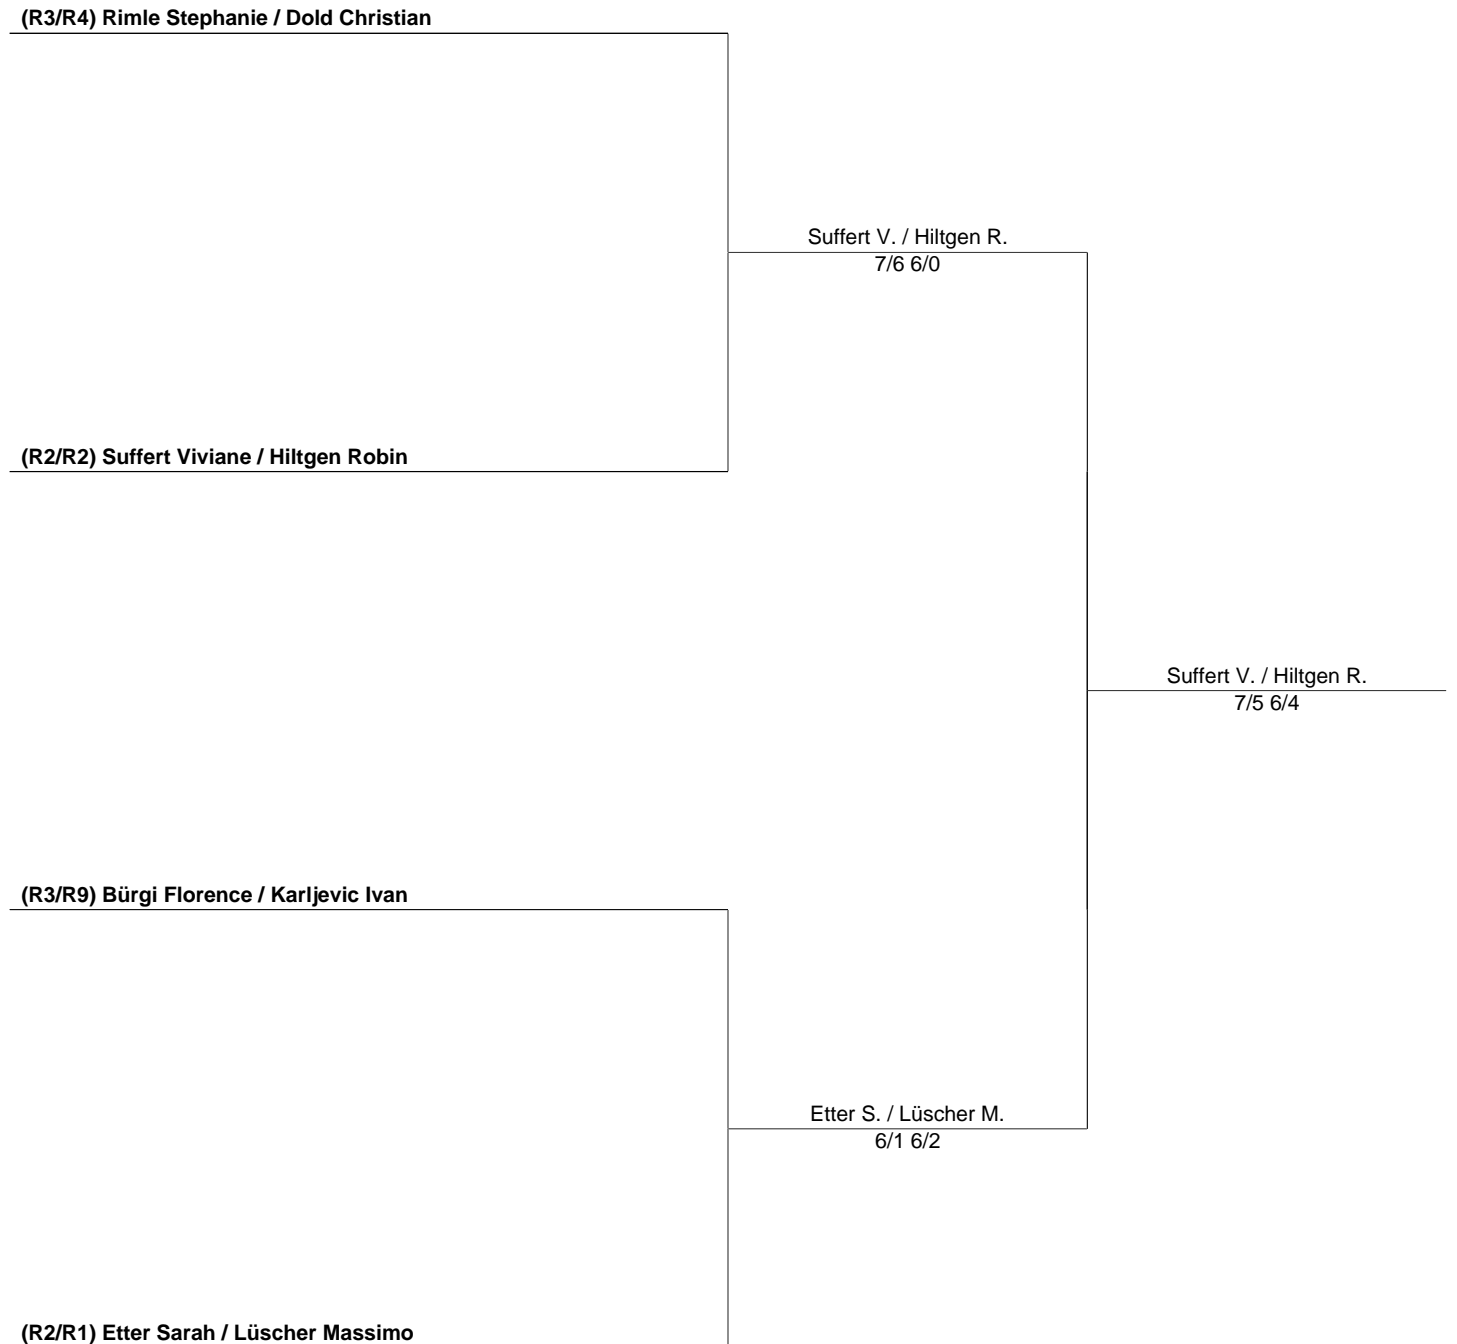 (R3/R4) Rimle Stephanie / Dold Christian
Suffert V. / Hiltgen R.
7/6 6/0
(R2/R2) Suffert Viviane / Hiltgen Robin
Suffert V. / Hiltgen R.
7/5 6/4
(R3/R9) Bürgi Florence / Karljevic Ivan
Etter S. / Lüscher M.
6/1 6/2
(R2/R1) Etter Sarah / Lüscher Massimo